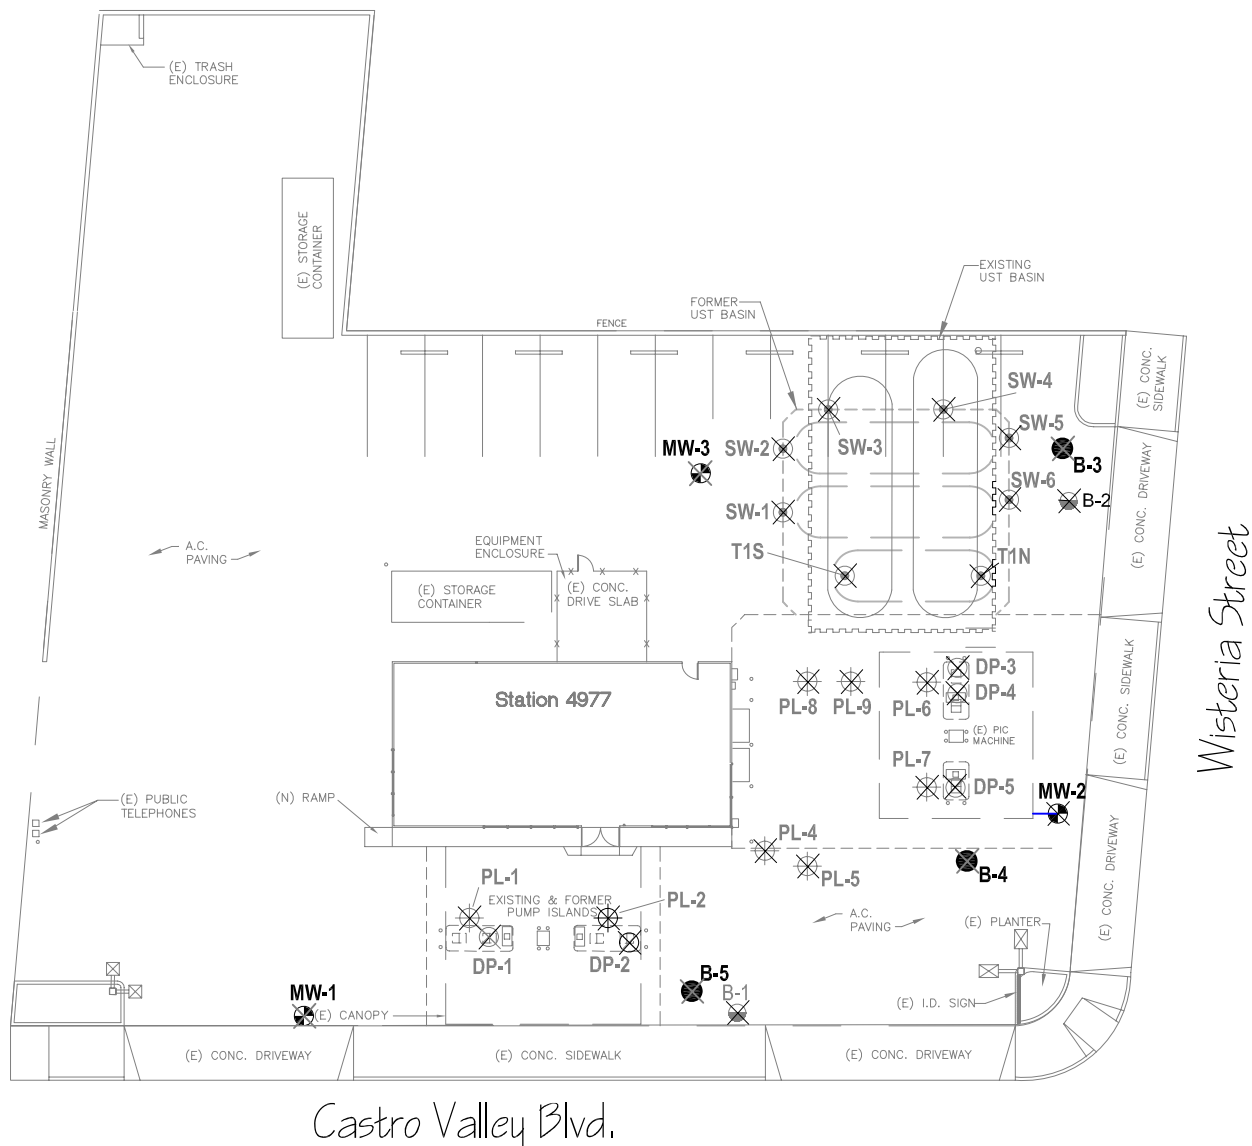 (E) TRASH
ENCLOSURE
(E) STORAGE
CONTAINER
EXISTING
UST BASIN
FORMER
UST BASIN
FENCE
(E) CONC.
SIDEWALK
SW-4
SW-5
SW-3
SW-2
MW-3
B-3
SW-6
B-2
SW-1
MASONRY WALL
(E) CONC. DRIVEWAY
A.C.
PAVING
EQUIPMENT
ENCLOSURE
T1S
T1N
(E) STORAGE
CONTAINER
(E) CONC.
DRIVE SLAB
Wisteria Street
(E) CONC. SIDEWALK
Station 4977
DP-3
DP-4
PL-8
PL-9
PL-6
(E) PIC
MACHINE
PL-7
DP-5
MW-2
(E) PUBLIC
TELEPHONES
(N) RAMP
PL-4
PL-5
B-4
(E) CONC. DRIVEWAY
PL-1
PL-2
EXISTING & FORMER
PUMP ISLANDS
A.C.
PAVING
(E) PLANTER
DP-1
DP-2
B-5
B-1
MW-1
(E) CANOPY
(E) I.D. SIGN
(E) CONC. DRIVEWAY
(E) CONC. SIDEWALK
(E) CONC. DRIVEWAY
Castro Valley Blvd.